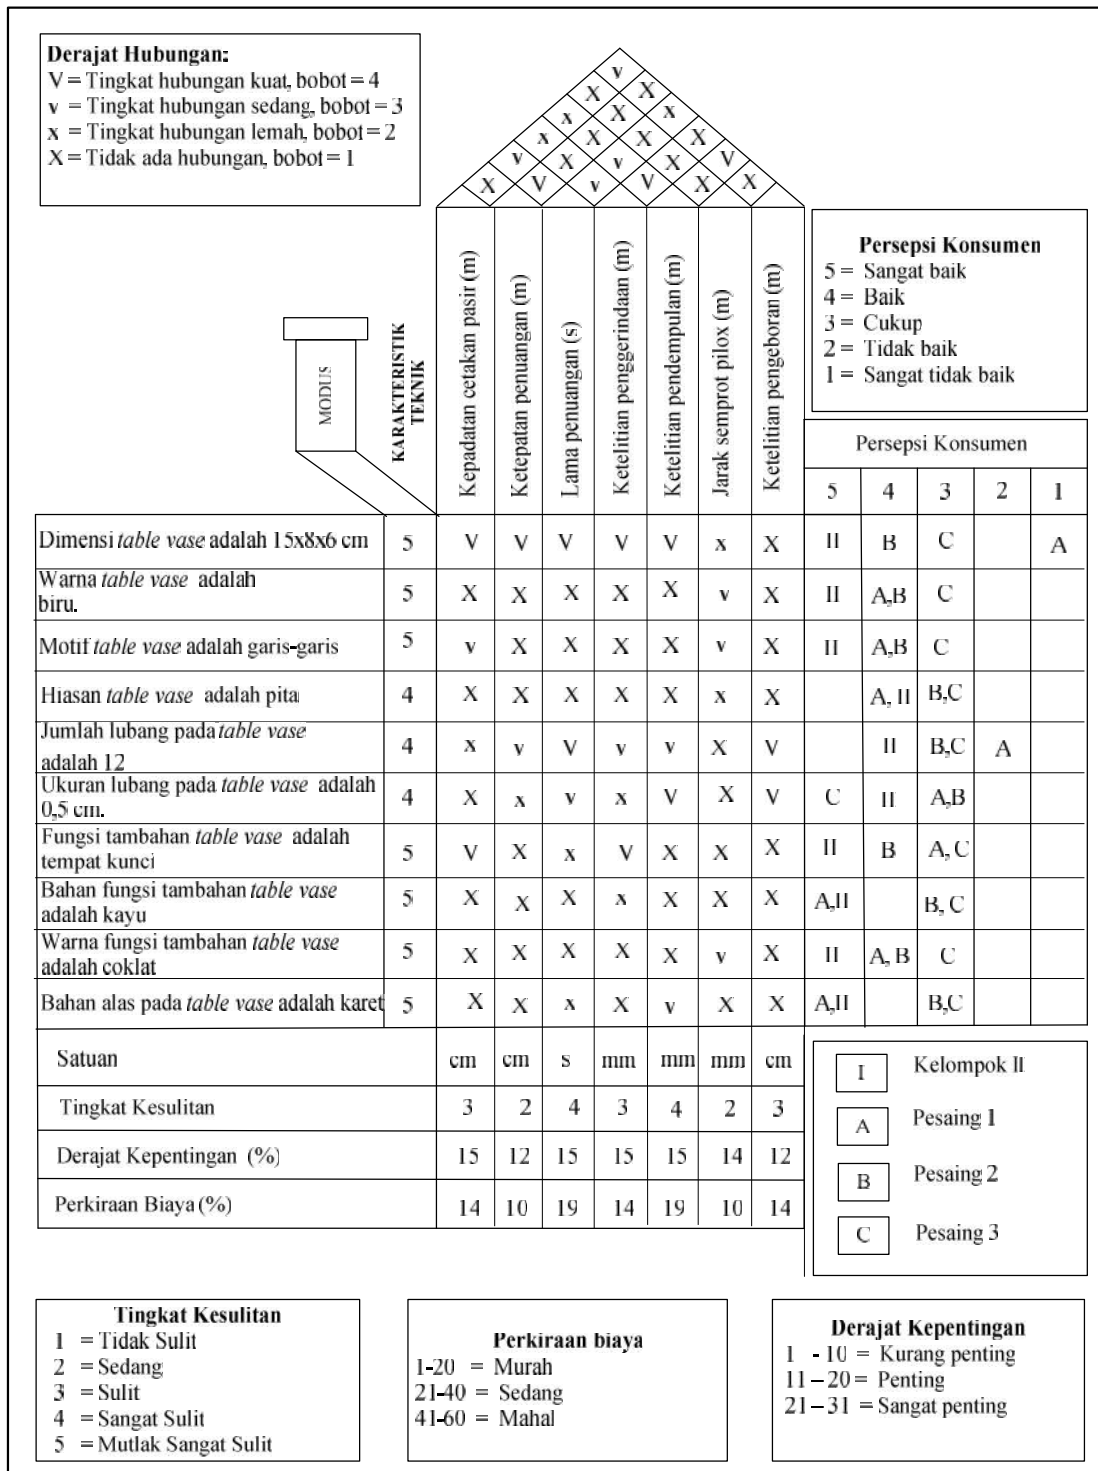 Derajat Hubungan:
V = Tingkat hubungan kuat, bobot = 4
v = Tingkat hubungan sedang, bobot = 3
x = Tingkat hubungan lemah, bobot = 2
X = Tidak ada hubungan, bobot = 1
v
X X
x X x
x X X X
v X v X V
X V v V X X
Persepsi Konsumen
5 = Sangat baik
4 = Baik
3 = Cukup
2 = Tidak baik
1 = Sangat tidak baik
MODUS
KARAKTERISTIK
TEKNIK
Kepadatan cetakan pasir (m)
Ketepatan penuangan (m)
Lama penuangan (s)
Ketelitian penggerindaan (m)
Ketelitian pendempulan (m)
Jarak semprot pilox (m)
Ketelitian pengeboran (m)
Persepsi Konsumen
5 4 3 2 1
Dimensi table vase adalah 15x8x6 cm 5 V V V V V x X II B C A
Warna table vase adalah
biru. 5 X X X X X v X II A,B C
Motif table vase adalah garis-garis 5 v X X X X v X II A,B C
Hiasan table vase adalah pita 4 X X X X X x X A, II B,C
Jumlah lubang pada table vase
adalah 12 4 x v V v v X V II B,C A
Ukuran lubang pada table vase adalah
0,5 cm. 4 X x v x V X V C II A,B
Fungsi tambahan table vase adalah
tempat kunci 5 V X x V X X X II B A, C
Bahan fungsi tambahan table vase
adalah kayu 5 X X X x X X X A,II B, C
Warna fungsi tambahan table vase
adalah coklat 5 X X X X X v X II A, B C
Bahan alas pada table vase adalah karet 5 X X x X v X X A,II B,C
Satuan cm cm s mm mm mm cm
Tingkat Kesulitan 3 2 4 3 4 2 3
Derajat Kepentingan (%) 15 12 15 15 15 14 12
Perkiraan Biaya (%) 14 10 19 14 19 10 14
I Kelompok II
A Pesaing 1
B Pesaing 2
C Pesaing 3
Tingkat Kesulitan
1 = Tidak Sulit
2 = Sedang
3 = Sulit
4 = Sangat Sulit
5 = Mutlak Sangat Sulit
Perkiraan biaya
1-20 = Murah
21-40 = Sedang
41-60 = Mahal
Derajat Kepentingan
1 - 10 = Kurang penting
11 – 20 = Penting
21 – 31 = Sangat penting